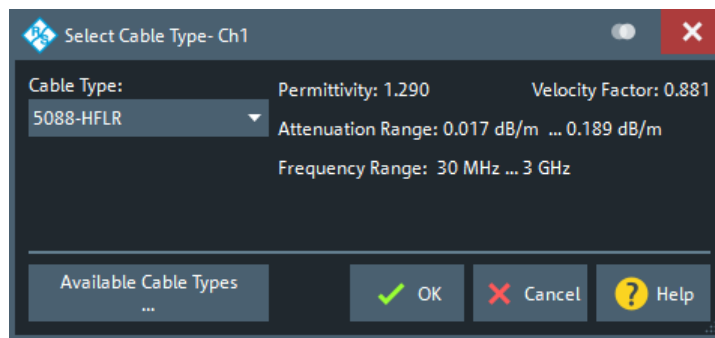 Select Cable Type- Ch1
Cable Type:
5088-HFLR
Permittivity: 1.290 Velocity Factor: 0.881
Attenuation Range: 0.017 dB/m ... 0.189 dB/m
Frequency Range: 30 MHz ... 3 GHz
Available Cable Types
...
OK Cancel ? Help